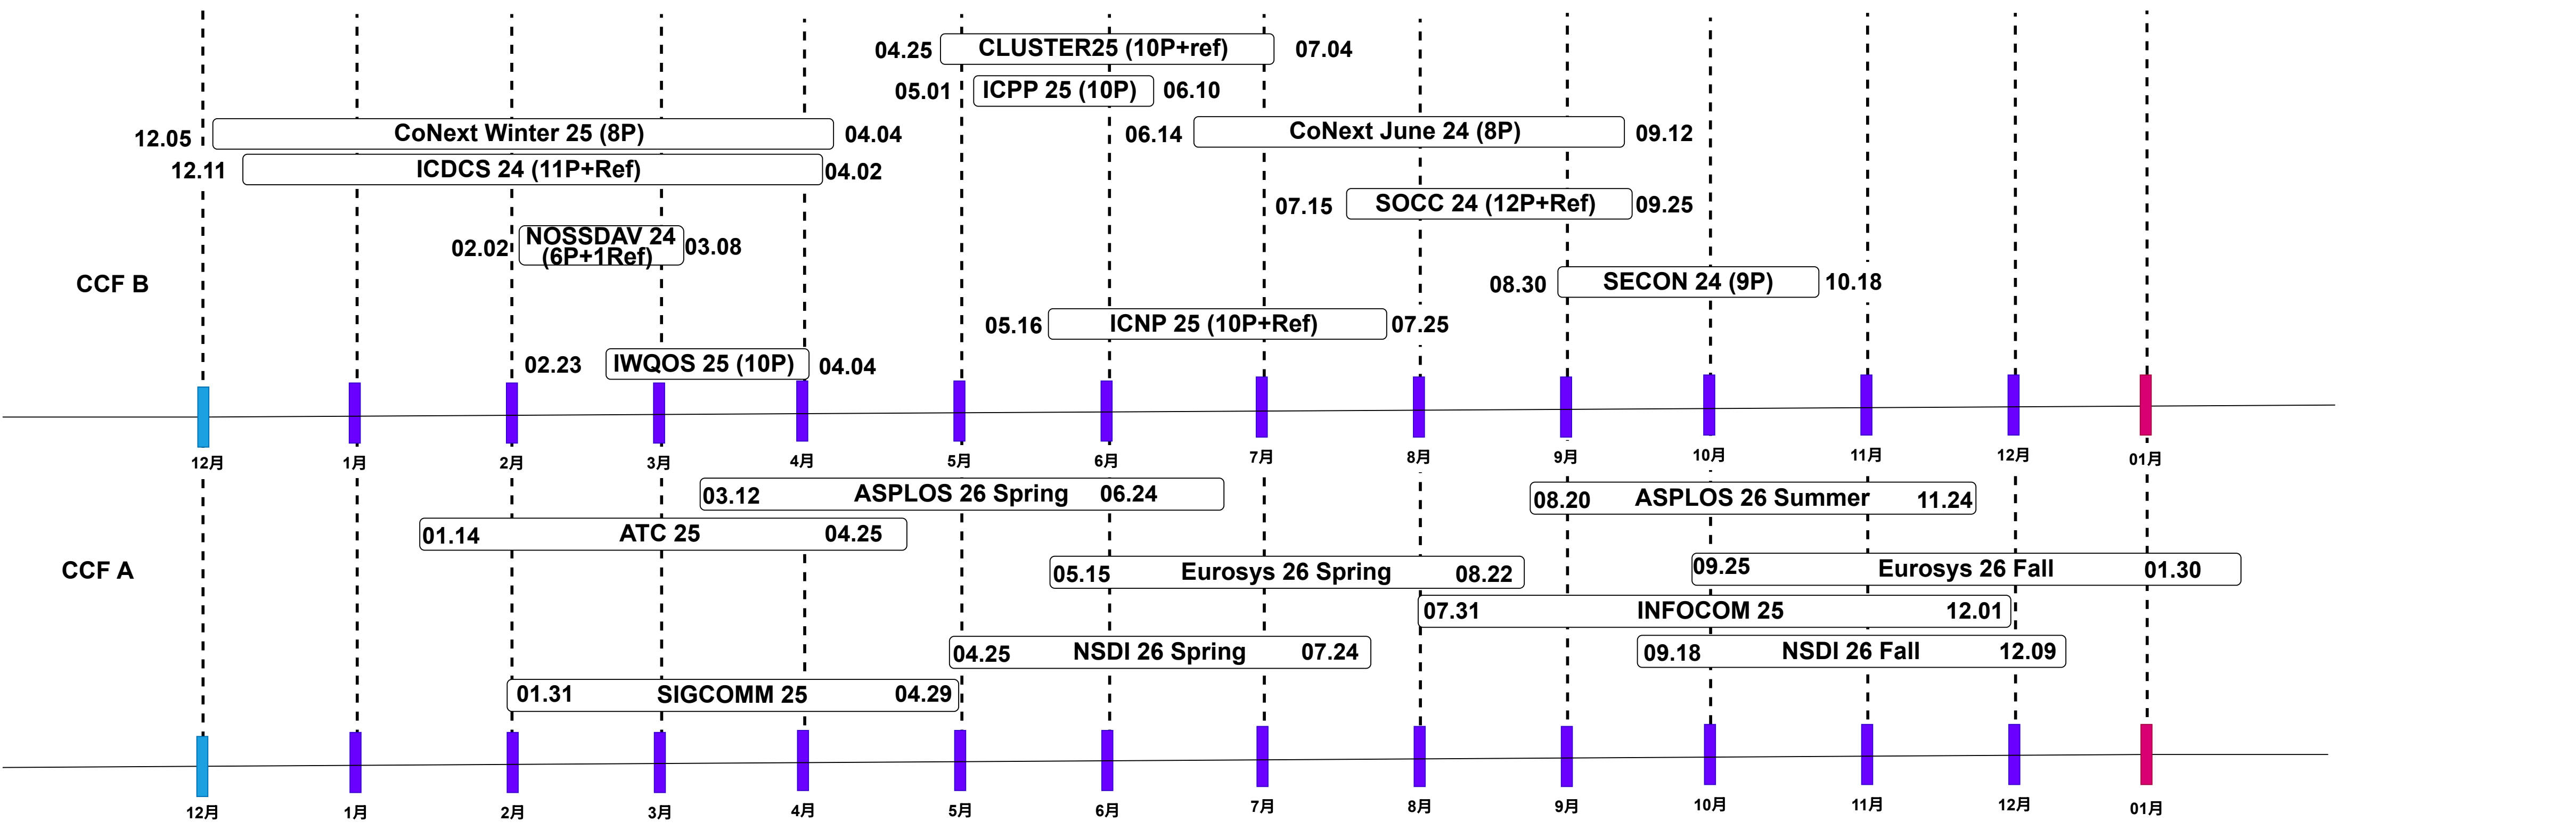 04.25 CLUSTER25 (10P+ref) 07.04
05.01 ICPP 25 (10P) 06.10
12.05 CoNext Winter 25 (8P) 04.04
06.14 CoNext June 24 (8P) 09.12
12.11 ICDCS 24 (11P+Ref) 04.02
07.15 SOCC 24 (12P+Ref) 09.25
02.02 NOSSDAV 24 03.08
(6P+1Ref)
CCF B
08.30 SECON 24 (9P) 10.18
05.16 ICNP 25 (10P+Ref) 07.25
02.23 IWQOS 25 (10P) 04.04
12月 1月 2月 3月 4月 5月 6月 7月 8月 9月 10月 11月 12月 01月
03.12 ASPLOS 26 Spring 06.24
08.20 ASPLOS 26 Summer 11.24
01.14 ATC 25 04.25
CCF A
05.15 Eurosys 26 Spring 08.22
09.25 Eurosys 26 Fall 01.30
07.31 INFOCOM 25 12.01
04.25 NSDI 26 Spring 07.24
09.18 NSDI 26 Fall 12.09
01.31 SIGCOMM 25 04.29
12月 1月 2月 3月 4月 5月 6月 7月 8月 9月 10月 11月 12月 01月